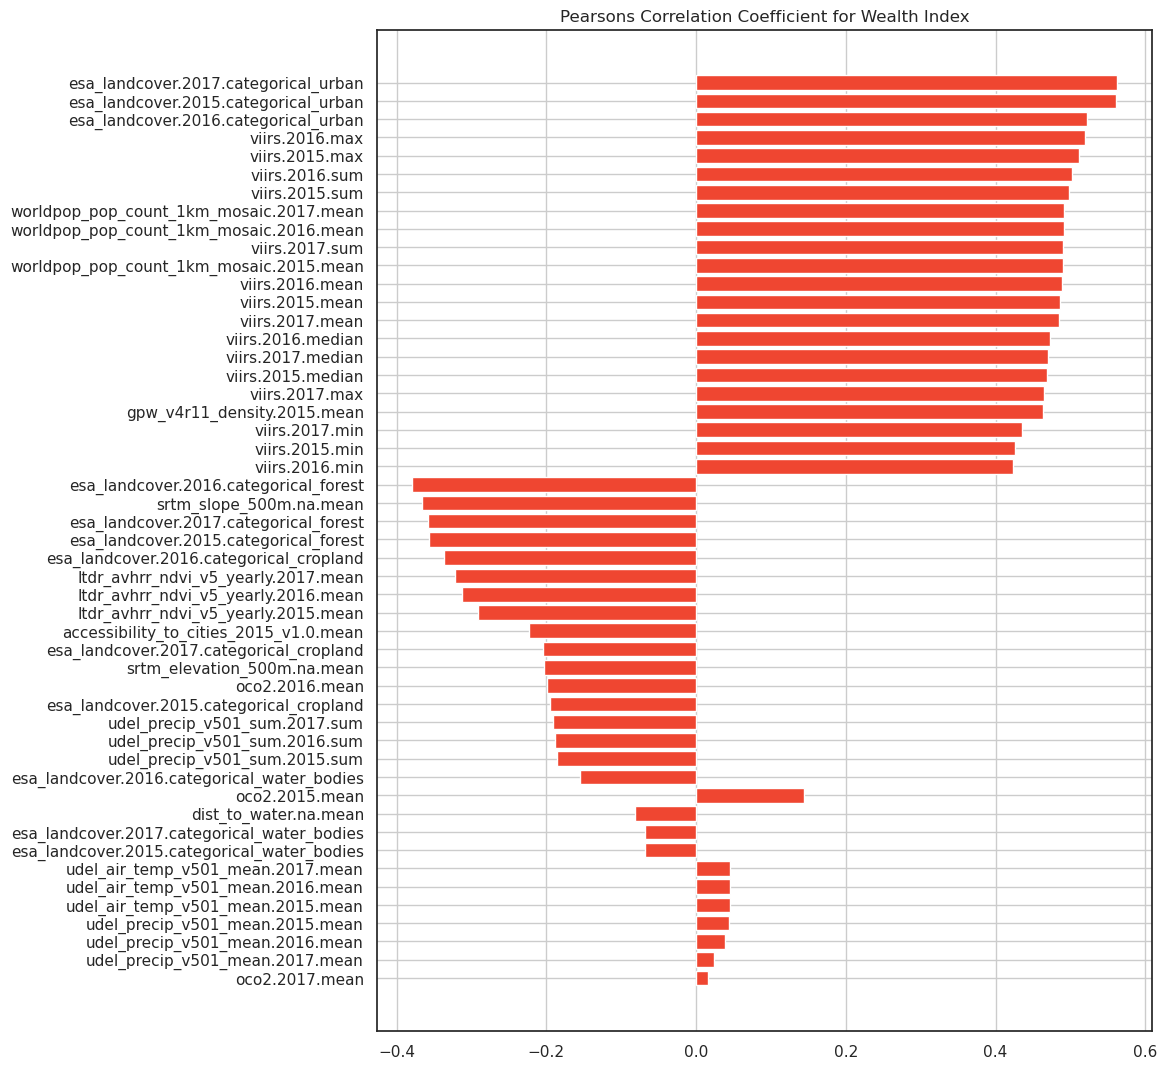 Pearsons Correlation Coefficient for Wealth Index
esa_landcover.2017.categorical_urban
esa_landcover.2015.categorical_urban
esa_landcover.2016.categorical_urban
viirs.2016.max
viirs.2015.max
viirs.2016.sum
viirs.2015.sum
worldpop_pop_count_1km_mosaic.2017.mean
worldpop_pop_count_1km_mosaic.2016.mean
viirs.2017.sum
worldpop_pop_count_1km_mosaic.2015.mean
viirs.2016.mean
viirs.2015.mean
viirs.2017.mean
viirs.2016.median
viirs.2017.median
viirs.2015.median
viirs.2017.max
gpw_v4r11_density.2015.mean
viirs.2017.min
viirs.2015.min
viirs.2016.min
esa_landcover.2016.categorical_forest
srtm_slope_500m.na.mean
esa_landcover.2017.categorical_forest
esa_landcover.2015.categorical_forest
esa_landcover.2016.categorical_cropland
ltdr_avhrr_ndvi_v5_yearly.2017.mean
ltdr_avhrr_ndvi_v5_yearly.2016.mean
ltdr_avhrr_ndvi_v5_yearly.2015.mean
accessibility_to_cities_2015_v1.0.mean
esa_landcover.2017.categorical_cropland
srtm_elevation_500m.na.mean
oco2.2016.mean
esa_landcover.2015.categorical_cropland
udel_precip_v501_sum.2017.sum
udel_precip_v501_sum.2016.sum
udel_precip_v501_sum.2015.sum
esa_landcover.2016.categorical_water_bodies
oco2.2015.mean
dist_to_water.na.mean
esa_landcover.2017.categorical_water_bodies
esa_landcover.2015.categorical_water_bodies
udel_air_temp_v501_mean.2017.mean
udel_air_temp_v501_mean.2016.mean
udel_air_temp_v501_mean.2015.mean
udel_precip_v501_mean.2015.mean
udel_precip_v501_mean.2016.mean
udel_precip_v501_mean.2017.mean
oco2.2017.mean
−0.4 −0.2 0.0 0.2 0.4 0.6